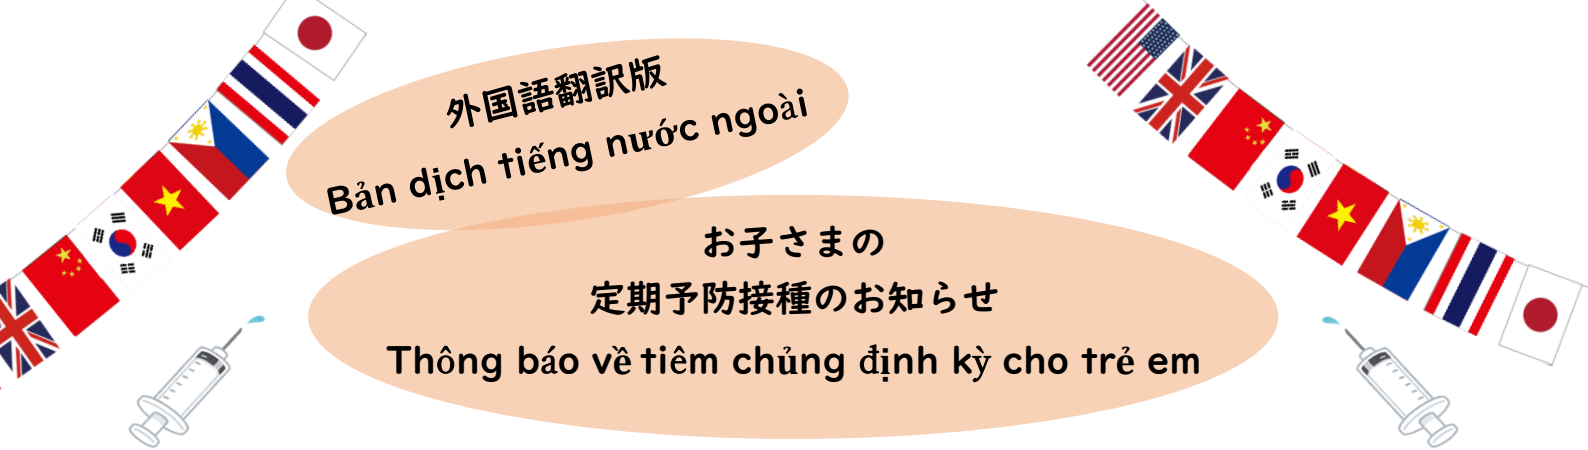 外国語翻訳版
Bản dịch tiếng nước ngoài
お子さまの
定期予防接種のお知らせ
Thông báo về tiêm chủng định kỳ cho trẻ em